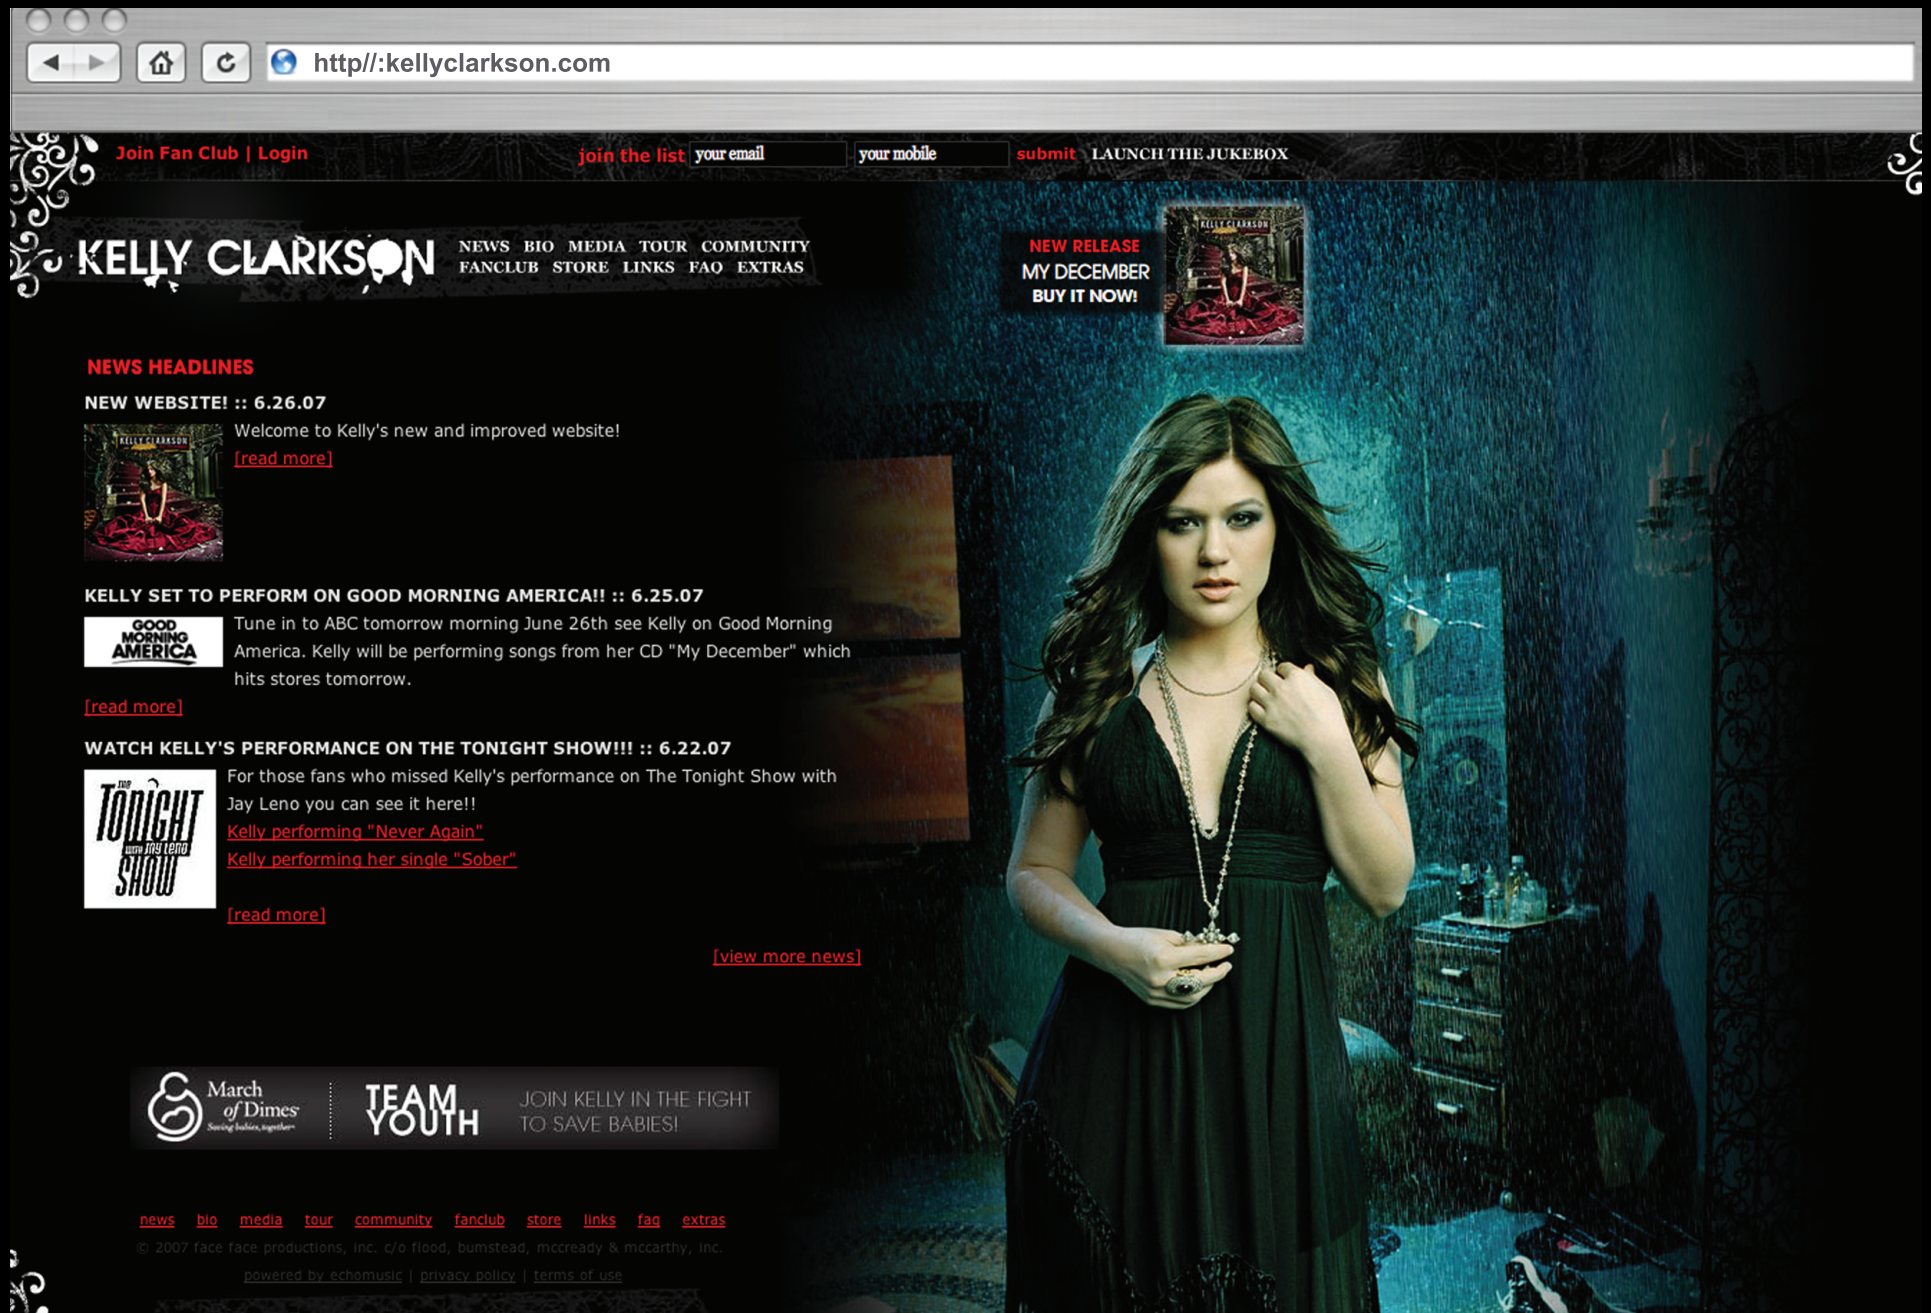 http//:kellyclarkson.com
Join Fan Club | Login
join the list your email your mobile submit LAUNCH THE JUKEBOX
KELLY CLARKSON
NEWS BIO MEDIA TOUR COMMUNITY
FANCLUB STORE LINKS FAQ EXTRAS
NEW RELEASE
MY DECEMBER
BUY IT NOW!
KELLY CLARKSON
NEWS HEADLINES
NEW WEBSITE! :: 6.26.07
KELLY CLARKSON
Welcome to Kelly's new and improved website!
[read more]
KELLY SET TO PERFORM ON GOOD MORNING AMERICA!! :: 6.25.07
GOOD
MORNING
AMERICA
Tune in to ABC tomorrow morning June 26th see Kelly on Good Morning
America. Kelly will be performing songs from her CD "My December" which
hits stores tomorrow.
[read more]
WATCH KELLY'S PERFORMANCE ON THE TONIGHT SHOW!!! :: 6.22.07
THE
TONIGHT
WITH JAY LENO
SHOW
For those fans who missed Kelly's performance on The Tonight Show with
Jay Leno you can see it here!!
Kelly performing "Never Again"
Kelly performing her single "Sober"
[read more]
[view more news]
March
of Dimes
Saving babies, together
TEAM
YOUTH
JOIN KELLY IN THE FIGHT
TO SAVE BABIES!
news bio media tour community fanclub store links faq extras
© 2007 face face productions, inc. c/o flood, bumstead, mccready & mccarthy, inc.
powered by echomusic | privacy policy | terms of use